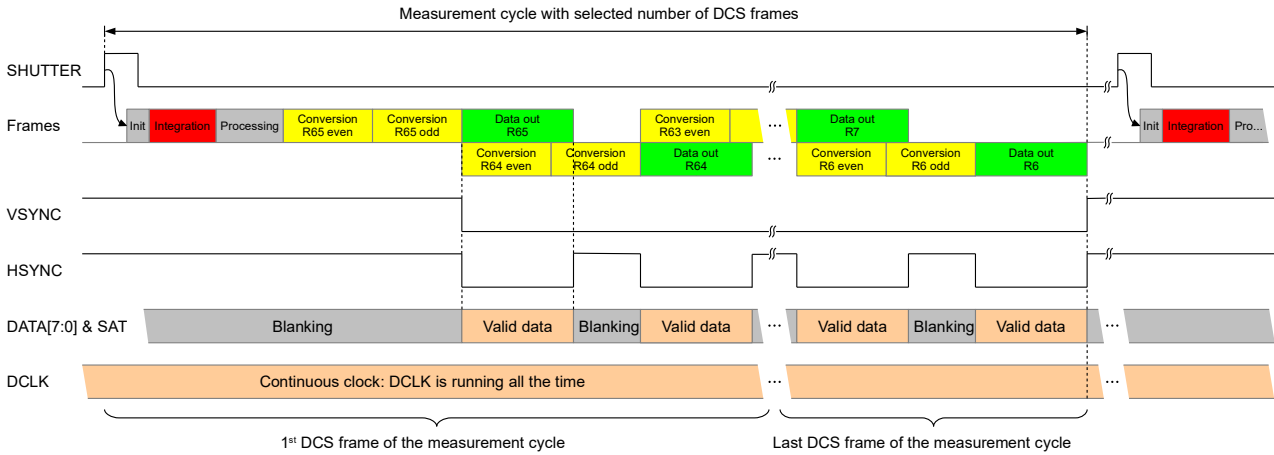 Measurement cycle with selected number of DCS frames
SHUTTER
Frames
Init
Integration
Processing
Conversion
R65 even
Conversion
R65 odd
Data out
R65
Conversion
R63 even
...
Data out
R7
Init
Integration
Pro...
Conversion
R64 even
Conversion
R64 odd
Data out
R64
...
Conversion
R6 even
Conversion
R6 odd
Data out
R6
VSYNC
HSYNC
DATA[7:0] & SAT
Blanking
Valid data
Blanking
Valid data
...
Valid data
Blanking
Valid data
...
DCLK
Continuous clock: DCLK is running all the time
...
...
1st DCS frame of the measurement cycle
Last DCS frame of the measurement cycle